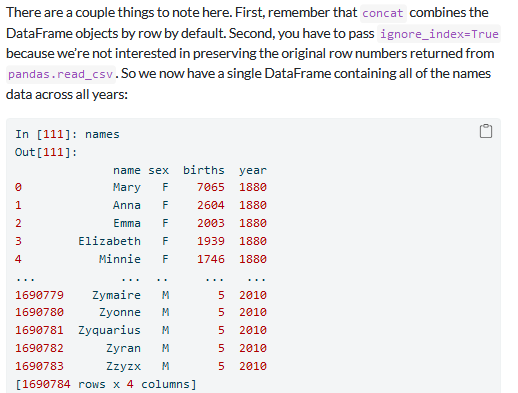 There are a couple things to note here. First, remember that concat combines the
DataFrame objects by row by default. Second, you have to pass ignore_index=True
because we're not interested in preserving the original row numbers returned from
pandas.read_csv. So we now have a single DataFrame containing all of the names
data across all years:
In [111]: names
Out[111]:
name sex births year
0 Mary F 7065 1880
1 Anna F 2604 1880
2 Emma F 2003 1880
3 Elizabeth F 1939 1880
4 Minnie F 1746 1880
... ... .. ... ...
1690779 Zymaire M 5 2010
1690780 Zyonne M 5 2010
1690781 Zyquarius M 5 2010
1690782 Zyran M 5 2010
1690783 Zzyzx M 5 2010
[1690784 rows x 4 columns]